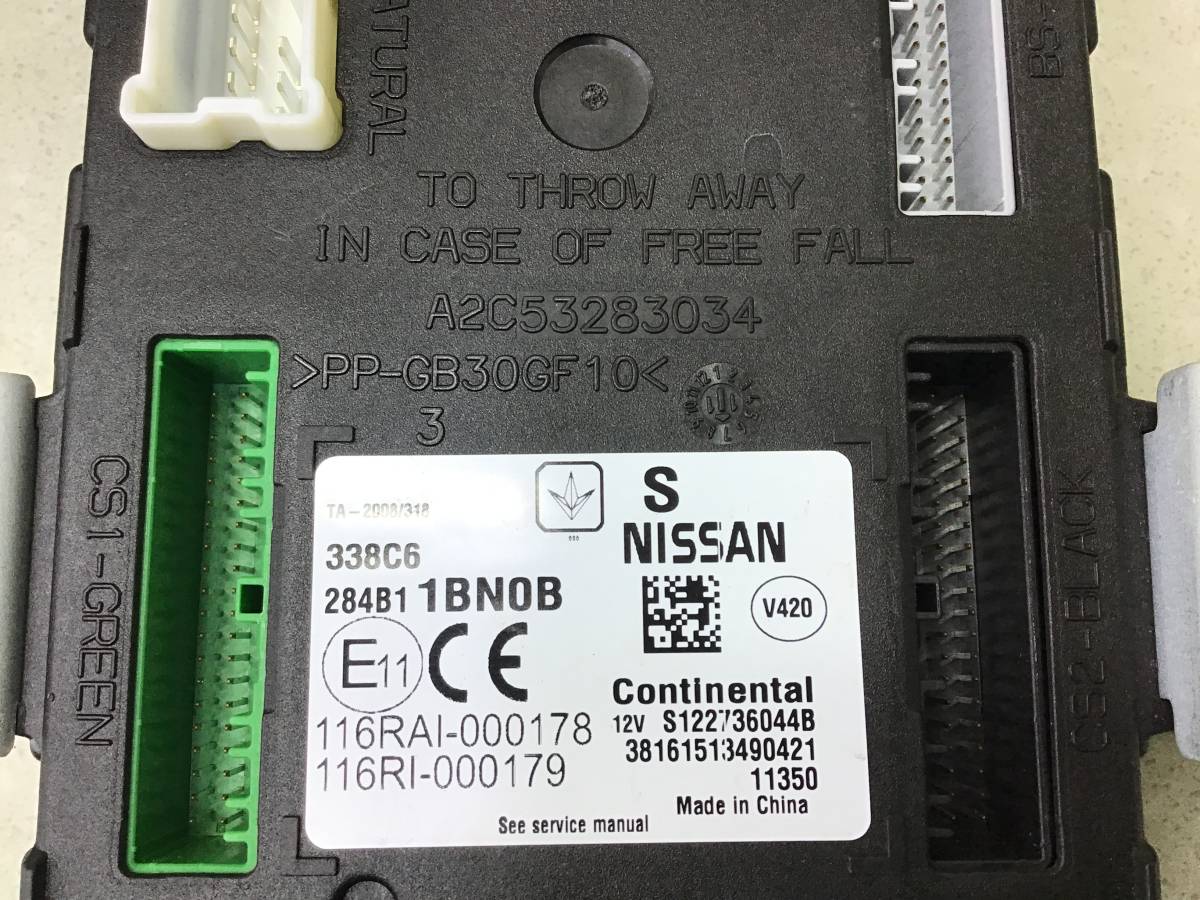 ATURAL
BS-
TO THROW AWAY
IN CASE OF FREE FALL
A2C53283034
>PP-GB30GF10<
3
CS1-GREEN
CS2-BLACK
TA-2008/318
S
NISSAN
338C6
284B1 1BN0B
V420
E11 CE
Continental
116RAI-000178
12V S122736044B
116RI-000179
38161513490421
11350
Made in China
See service manual